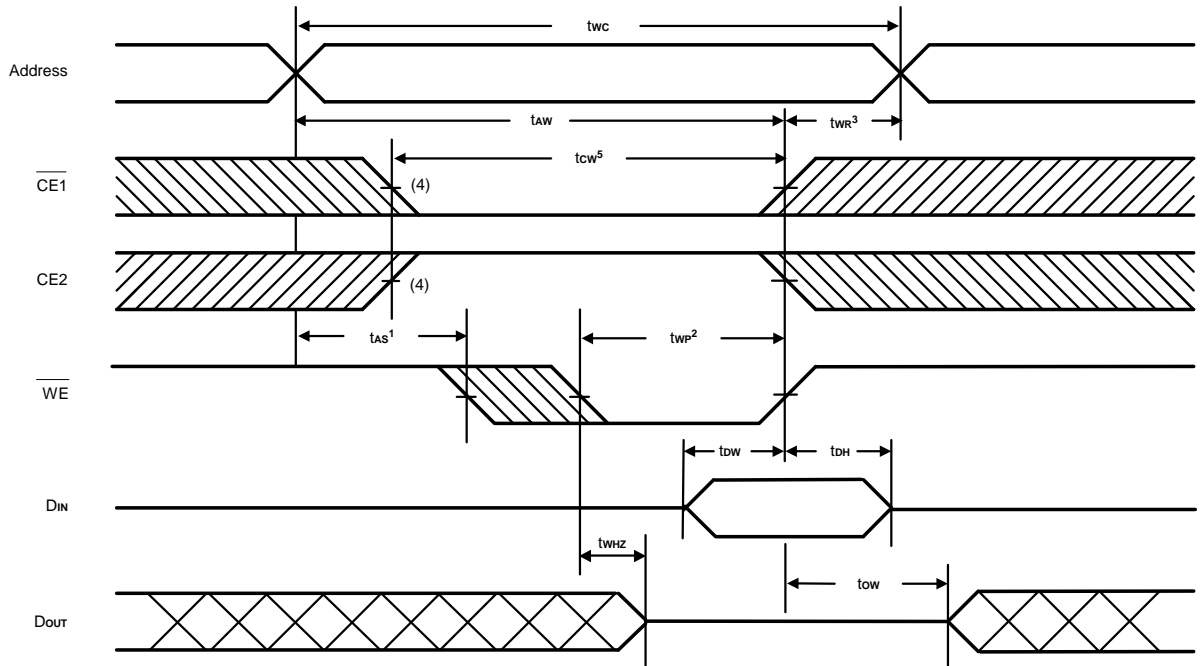 tWC
Address
tAW
tWR³
tCW⁵
CE1
(4)
CE2
(4)
tAS¹
tWP²
WE
tDW
tDH
DIN
tWHZ
tOW
DOUT